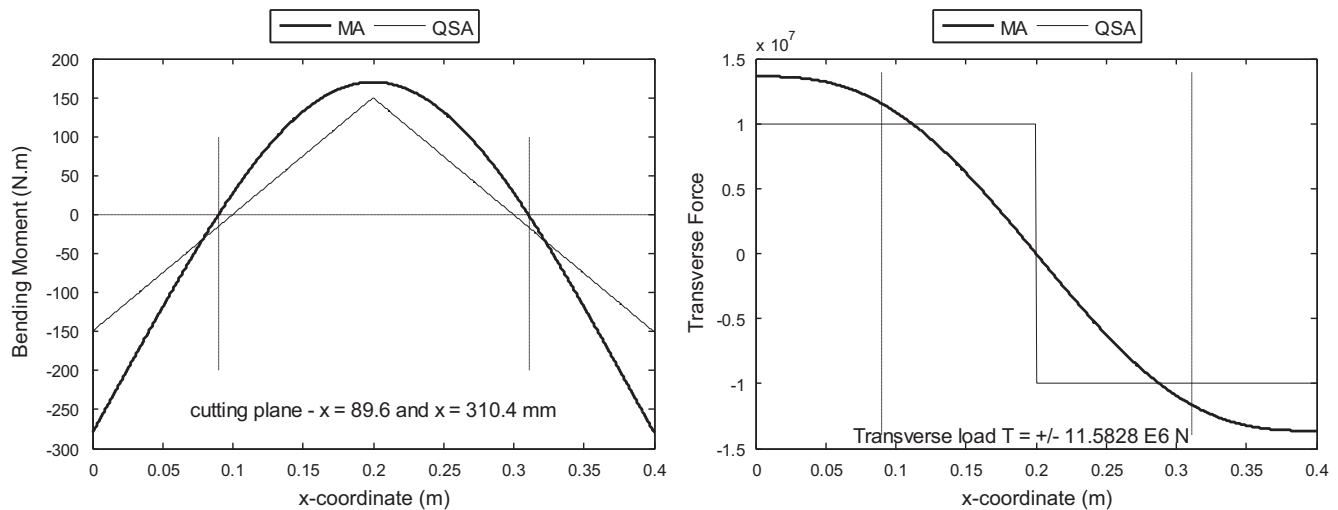 MA QSA
200
150
100
50
0
-50
-100
-150
-200
-250
-300
Bending Moment (N.m)
cutting plane - x = 89.6 and x = 310.4 mm
0 0.05 0.1 0.15 0.2 0.25 0.3 0.35 0.4
x-coordinate (m)
MA QSA
x 10^7
1.5
1
0.5
0
-0.5
-1
-1.5
Transverse Force
Transverse load T = +/- 11.5828 E6 N
0 0.05 0.1 0.15 0.2 0.25 0.3 0.35 0.4
x-coordinate (m)